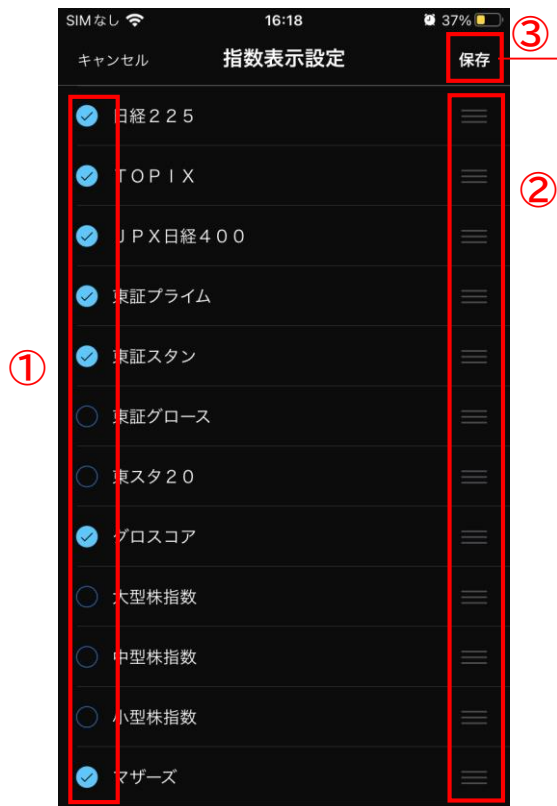 SIMなし 16:18 37%
キャンセル 指数表示設定 保存 ③
日経２２５
ＴＯＰＩＸ
②
ＪＰＸ日経４００
東証プライム
① 東証スタン
東証グロース
東スタ２０
グロスコア
大型株指数
中型株指数
小型株指数
マザーズ